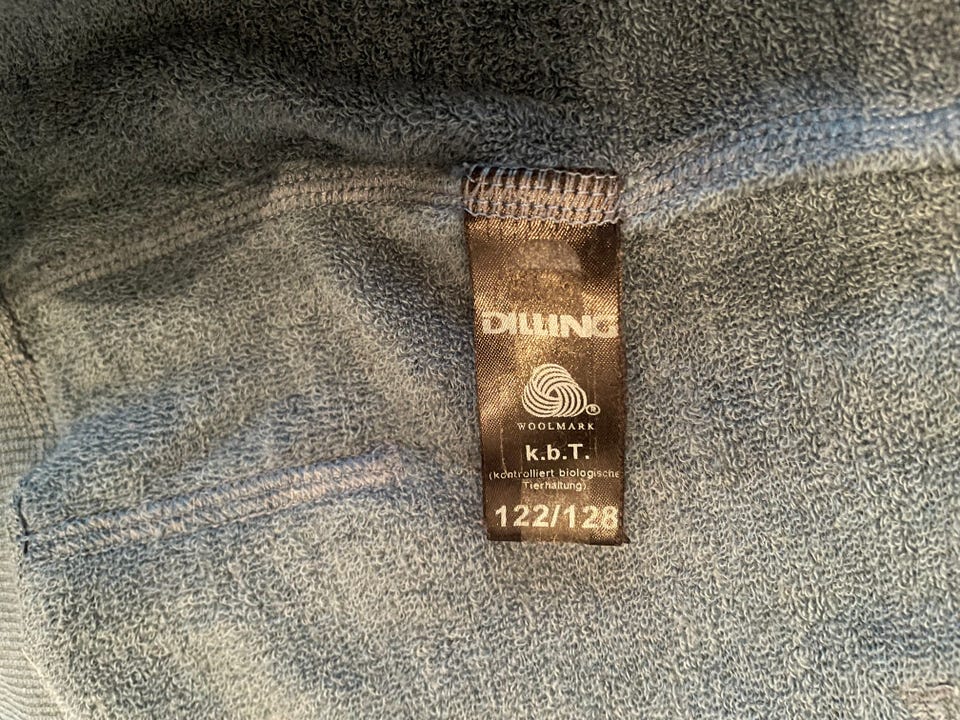 DILLING
®
WOOLMARK
k.b.T.
(kontrolliert biologische
Tierhaltung)
122/128